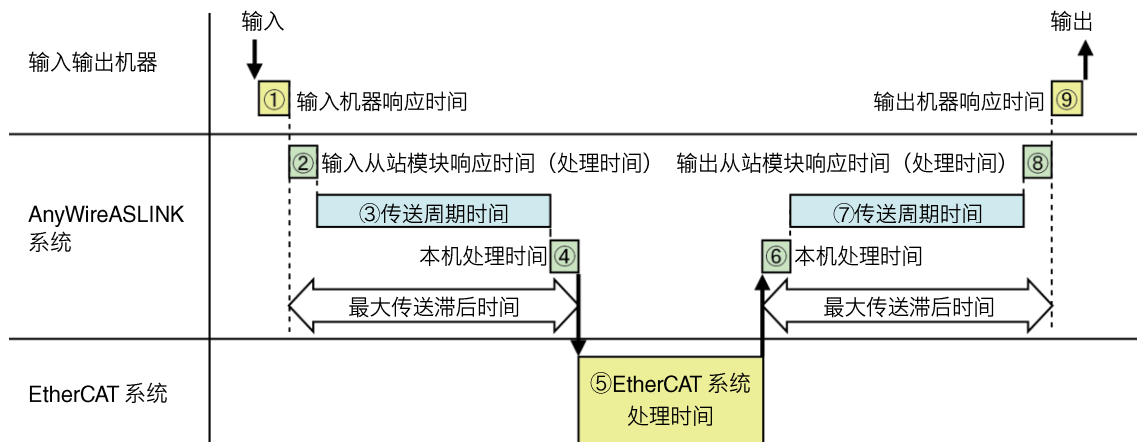 输入
输出
输入输出机器
① 输入机器响应时间
输出机器响应时间 ⑨
② 输入从站模块响应时间（处理时间）
输出从站模块响应时间（处理时间） ⑧
AnyWireASLINK
系统
③传送周期时间
⑦传送周期时间
本机处理时间 ④
⑥ 本机处理时间
最大传送滞后时间
最大传送滞后时间
EtherCAT 系统
⑤EtherCAT 系统
处理时间